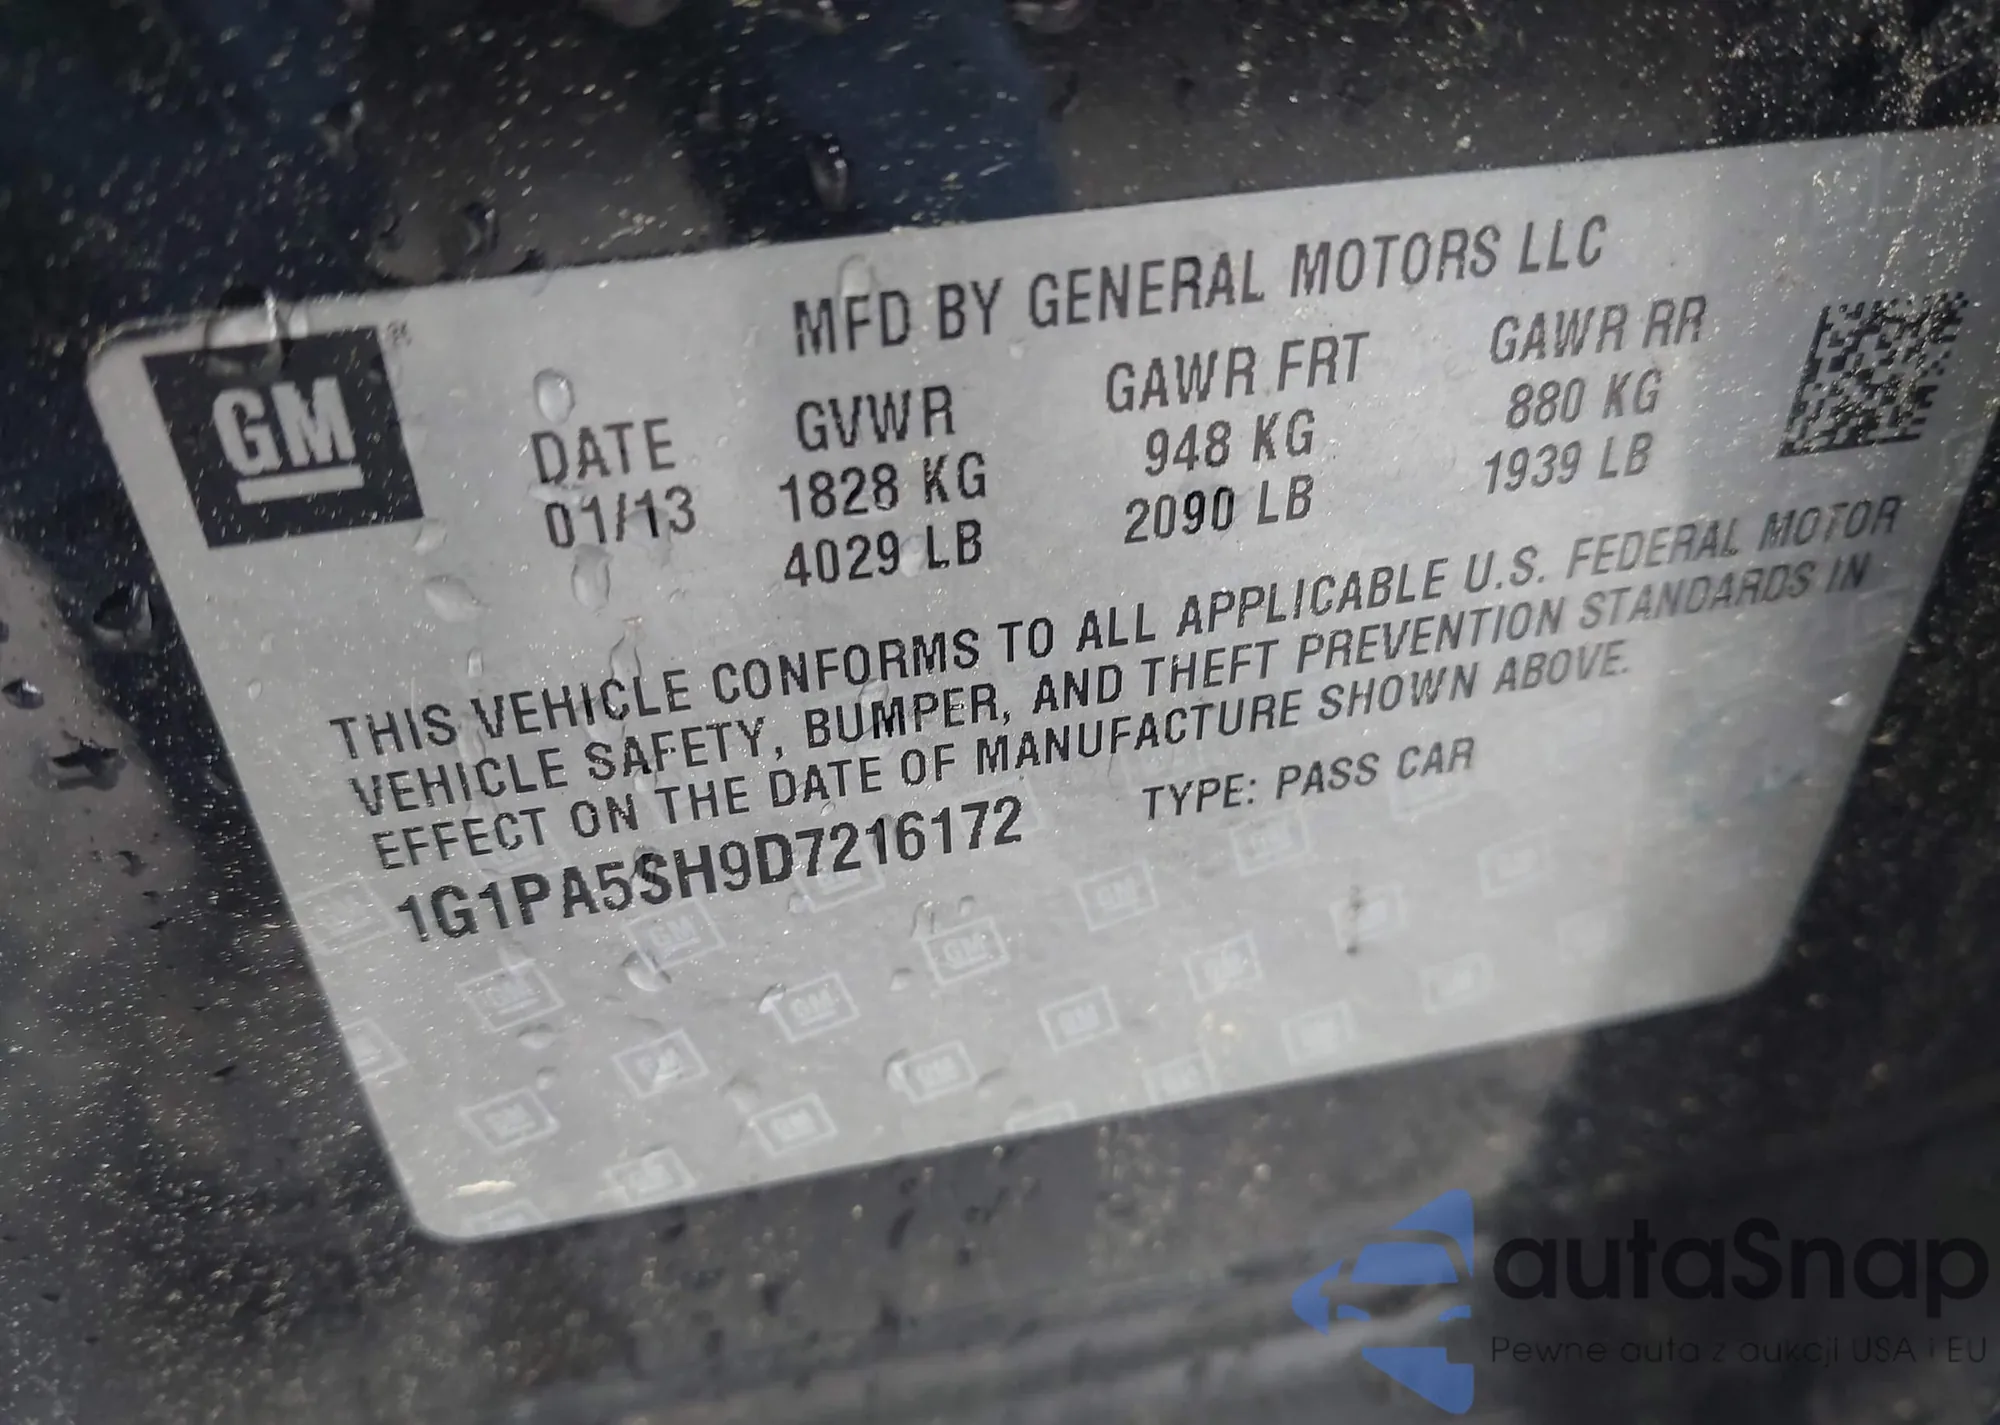 MFD BY GENERAL MOTORS LLC
GM
DATE GVWR GAWR FRT GAWR RR
01/13 1828 KG 948 KG 880 KG
4029 LB 2090 LB 1939 LB
THIS VEHICLE CONFORMS TO ALL APPLICABLE U.S. FEDERAL MOTOR
VEHICLE SAFETY, BUMPER, AND THEFT PREVENTION STANDARDS IN
EFFECT ON THE DATE OF MANUFACTURE SHOWN ABOVE.
1G1PA5SH9D7216172 TYPE: PASS CAR
autaSnap
Pewne auta z aukcji USA i EU